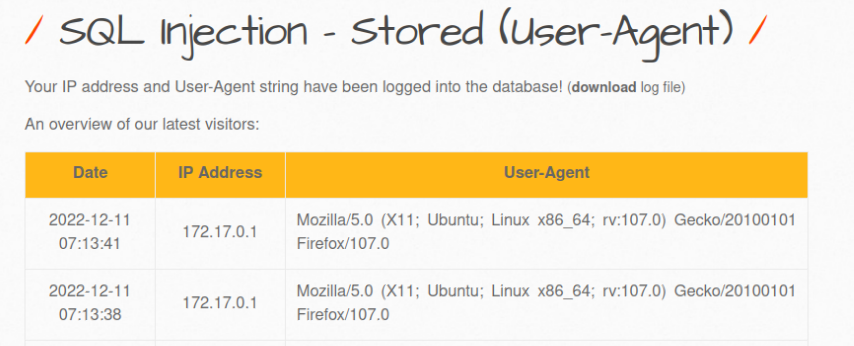 / SQL Injection - Stored (User-Agent) /
Your IP address and User-Agent string have been logged into the database! (download log file)
An overview of our latest visitors:
Date IP Address User-Agent
2022-12-11 07:13:41 172.17.0.1 Mozilla/5.0 (X11; Ubuntu; Linux x86_64; rv:107.0) Gecko/20100101 Firefox/107.0
2022-12-11 07:13:38 172.17.0.1 Mozilla/5.0 (X11; Ubuntu; Linux x86_64; rv:107.0) Gecko/20100101 Firefox/107.0